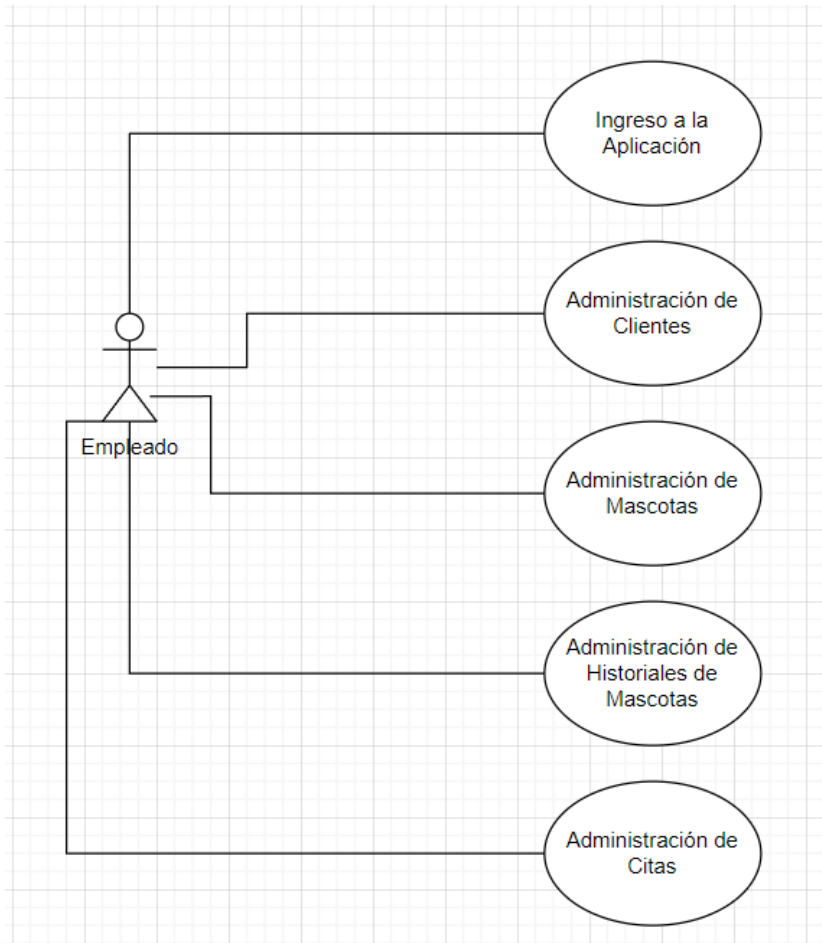 Ingreso a la
Aplicación
Administración de
Clientes
Empleado
Administración de
Mascotas
Administración de
Historiales de
Mascotas
Administración de
Citas